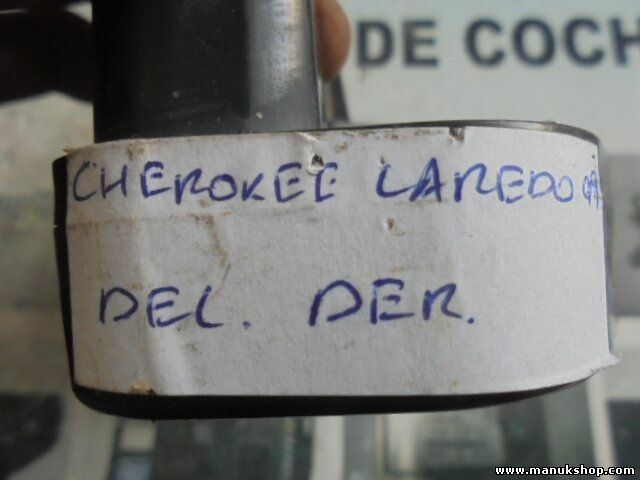 DE COCH
CHEROKEE LAREDO
DEL. DER.
www.manukshop.com